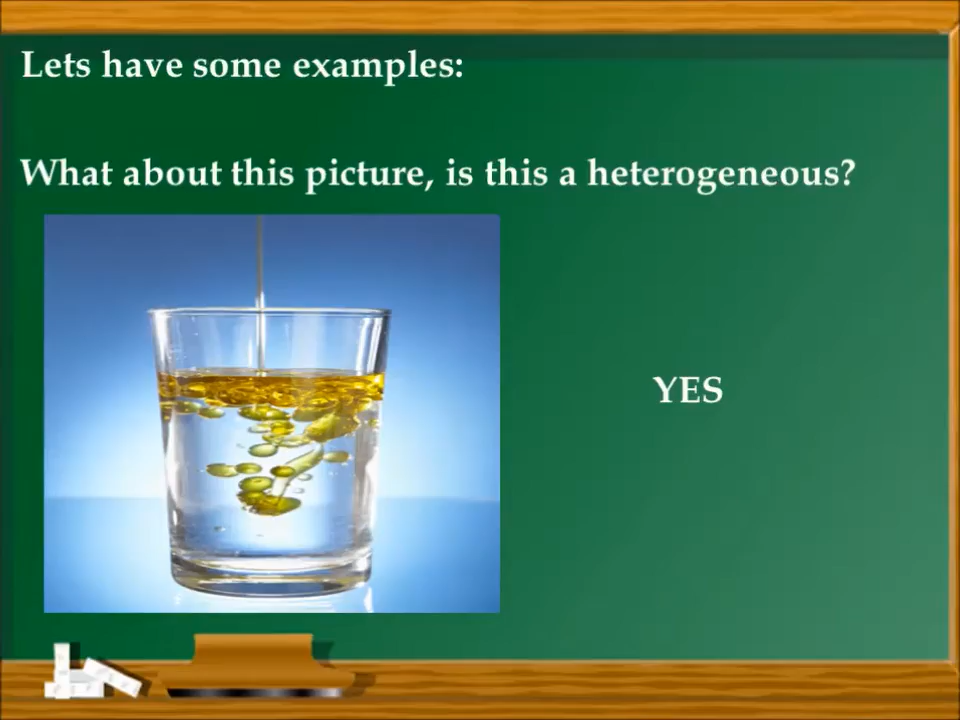 Lets have some examples:
What about this picture, is this a heterogeneous?
YES